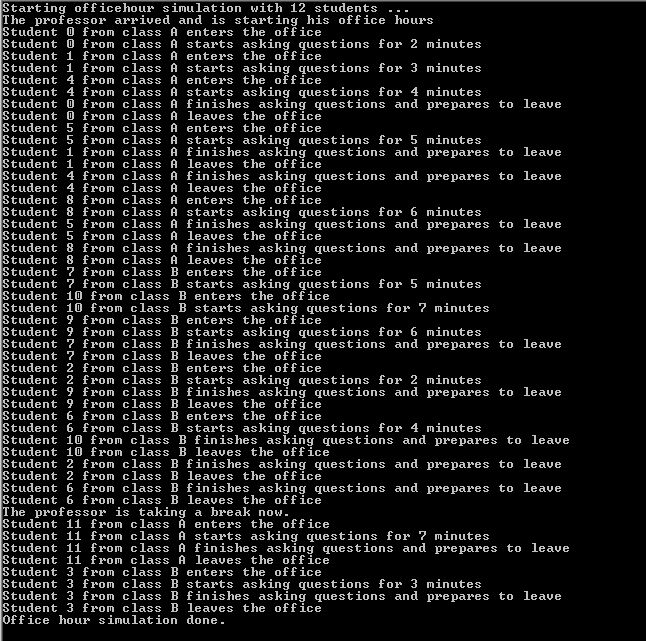 Starting officehour simulation with 12 students ...
The professor arrived and is starting his office hours
Student 0 from class A enters the office
Student 0 from class A starts asking questions for 2 minutes
Student 1 from class A enters the office
Student 1 from class A starts asking questions for 3 minutes
Student 4 from class A enters the office
Student 4 from class A starts asking questions for 4 minutes
Student 0 from class A finishes asking questions and prepares to leave
Student 0 from class A leaves the office
Student 5 from class A enters the office
Student 5 from class A starts asking questions for 5 minutes
Student 1 from class A finishes asking questions and prepares to leave
Student 1 from class A leaves the office
Student 4 from class A finishes asking questions and prepares to leave
Student 4 from class A leaves the office
Student 8 from class A enters the office
Student 8 from class A starts asking questions for 6 minutes
Student 5 from class A finishes asking questions and prepares to leave
Student 5 from class A leaves the office
Student 8 from class A finishes asking questions and prepares to leave
Student 8 from class A leaves the office
Student 7 from class B enters the office
Student 7 from class B starts asking questions for 5 minutes
Student 10 from class B enters the office
Student 10 from class B starts asking questions for 7 minutes
Student 9 from class B enters the office
Student 9 from class B starts asking questions for 6 minutes
Student 7 from class B finishes asking questions and prepares to leave
Student 7 from class B leaves the office
Student 2 from class B enters the office
Student 2 from class B starts asking questions for 2 minutes
Student 9 from class B finishes asking questions and prepares to leave
Student 9 from class B leaves the office
Student 6 from class B enters the office
Student 6 from class B starts asking questions for 4 minutes
Student 10 from class B finishes asking questions and prepares to leave
Student 10 from class B leaves the office
Student 2 from class B finishes asking questions and prepares to leave
Student 2 from class B leaves the office
Student 6 from class B finishes asking questions and prepares to leave
Student 6 from class B leaves the office
The professor is taking a break now.
Student 11 from class A enters the office
Student 11 from class A starts asking questions for 7 minutes
Student 11 from class A finishes asking questions and prepares to leave
Student 11 from class A leaves the office
Student 3 from class B enters the office
Student 3 from class B starts asking questions for 3 minutes
Student 3 from class B finishes asking questions and prepares to leave
Student 3 from class B leaves the office
Office hour simulation done.